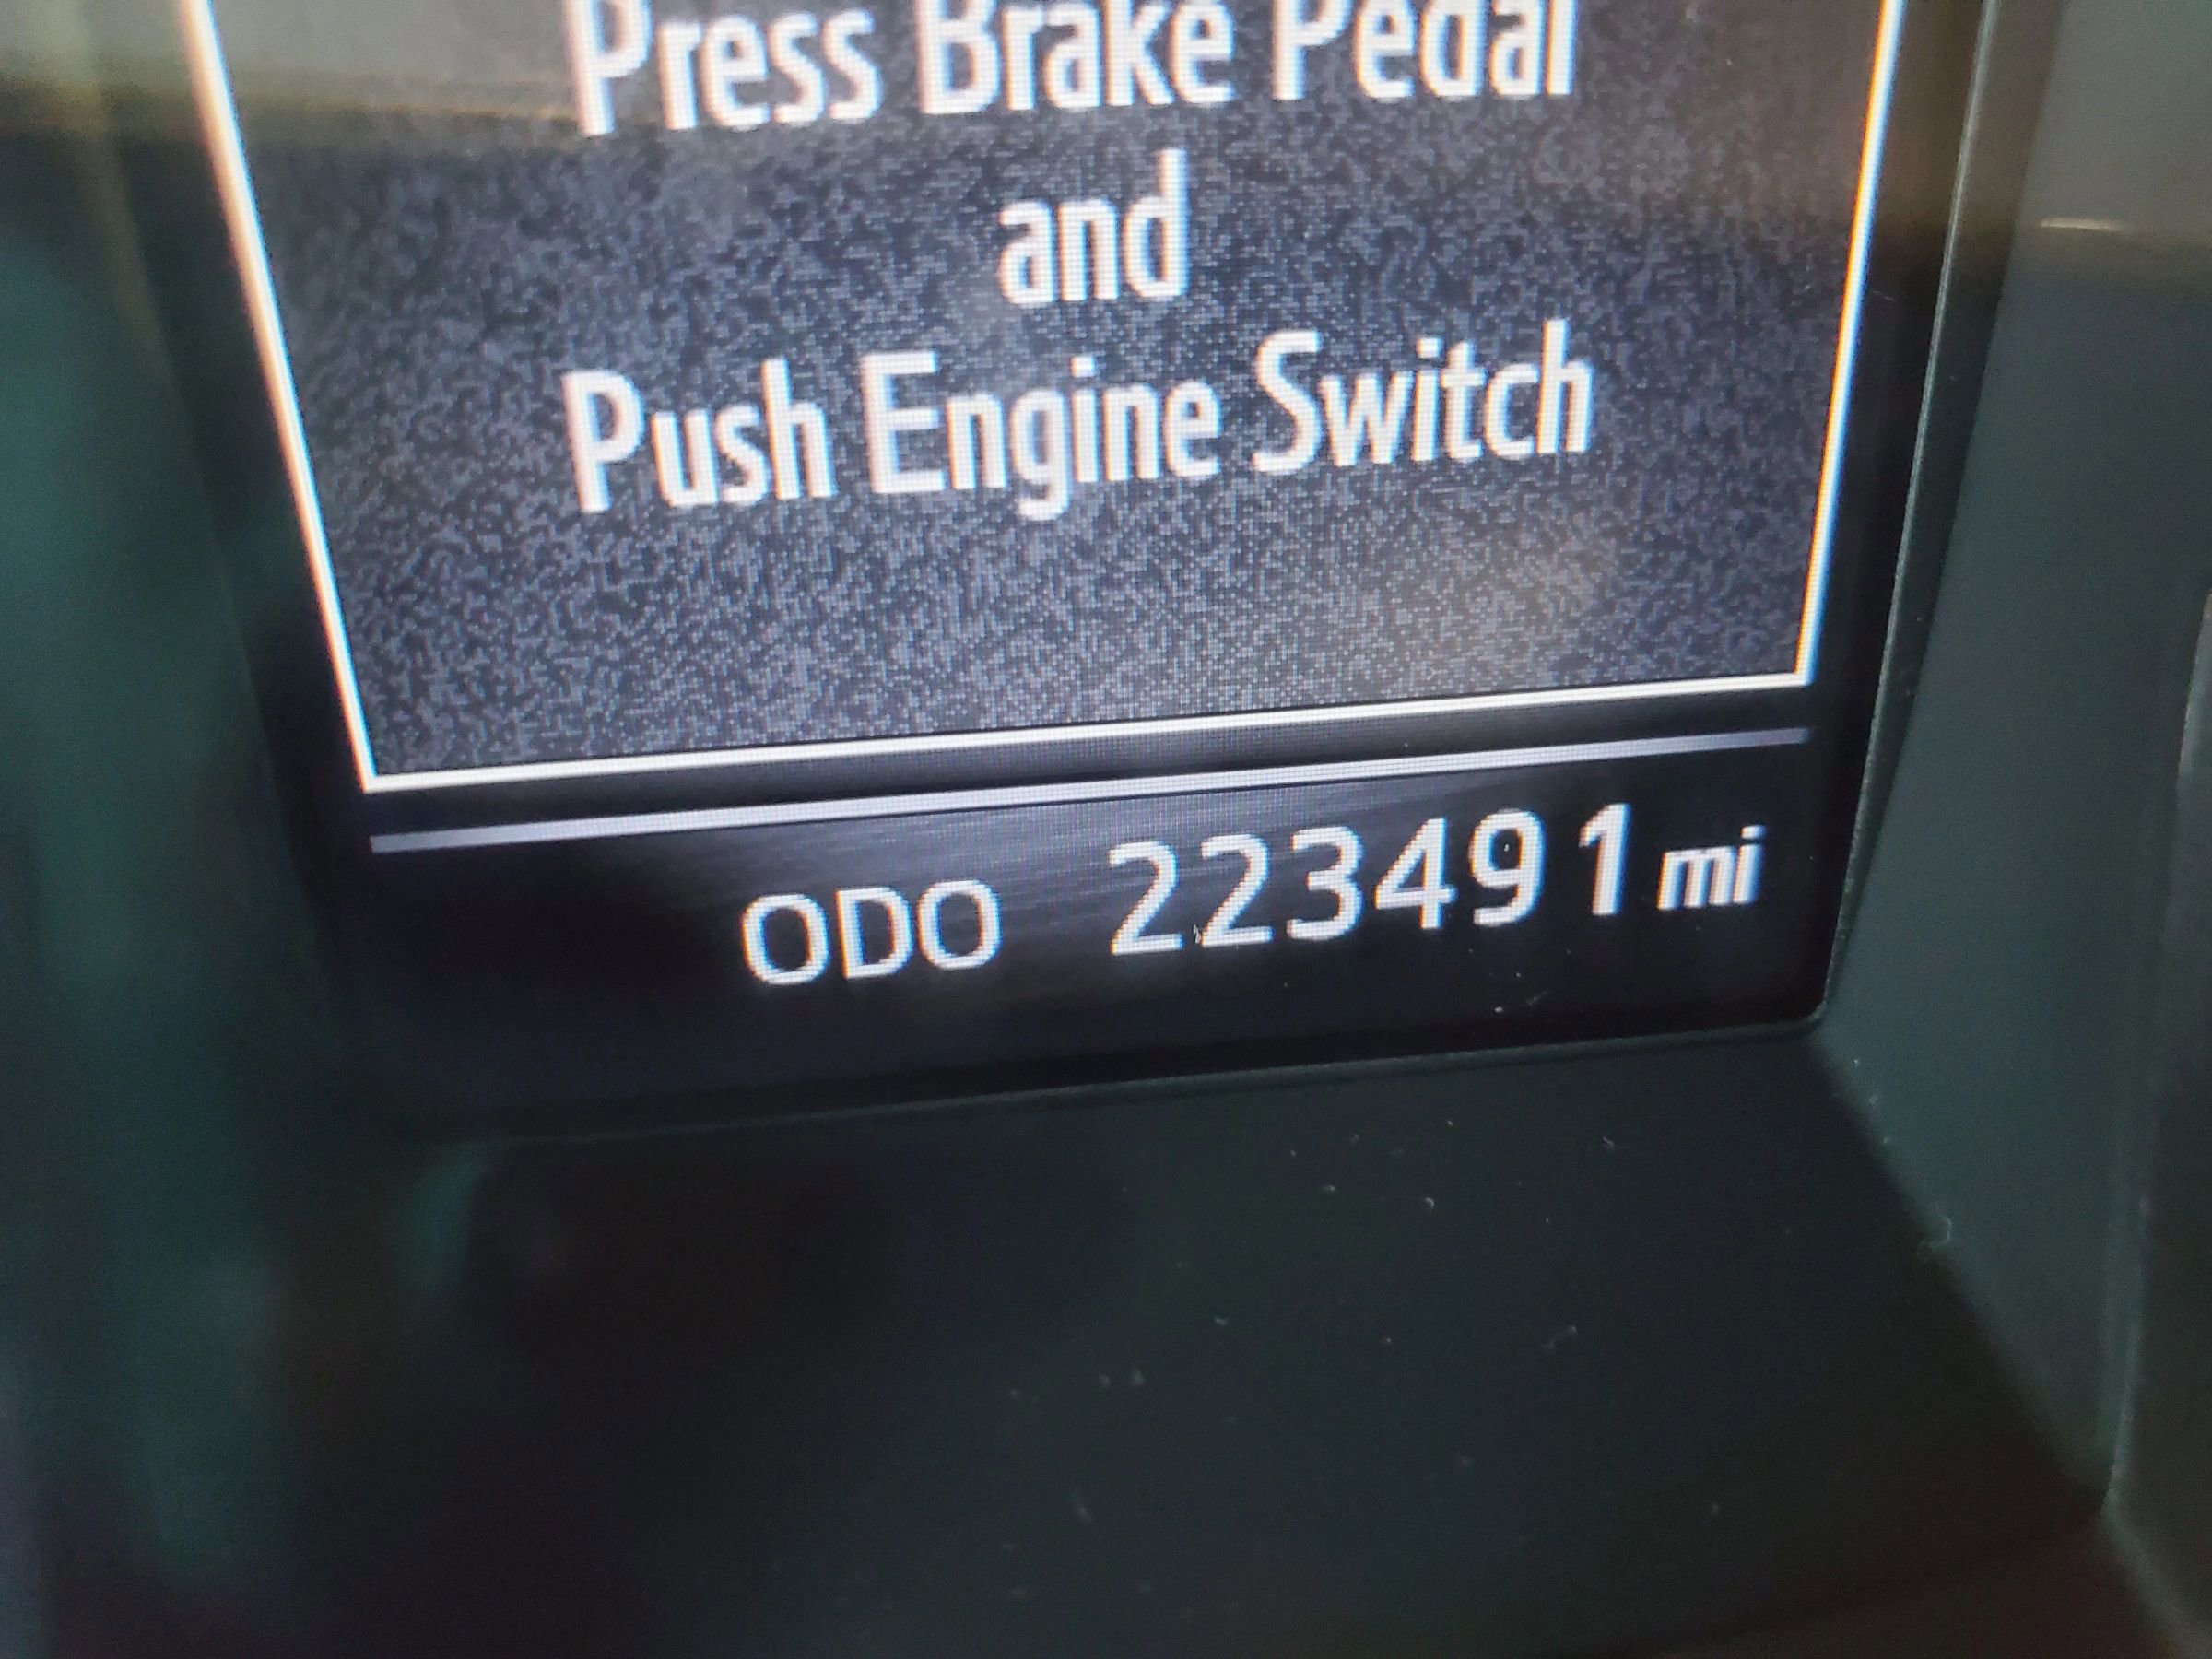 Press Brake Pedal
and
Push Engine Switch
ODO 223491 mi